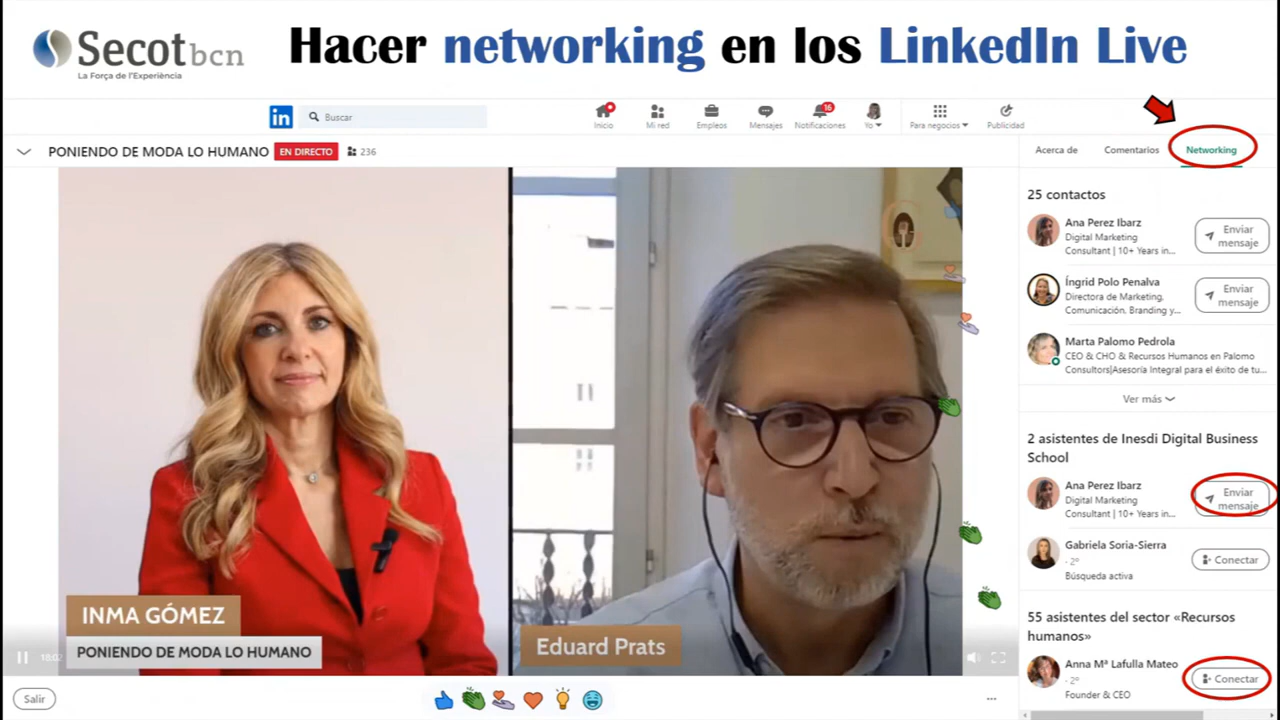 Secot bcn
La Força de l'Experiència
Hacer networking en los LinkedIn Live
in
Buscar
Inicio
Mi red
Empleos
Mensajes
16
Notificaciones
Yo
Para negocios
Publicidad
PONIENDO DE MODA LO HUMANO
EN DIRECTO
236
Acerca de
Comentarios
Networking
25 contactos
Ana Perez Ibarz
Digital Marketing
Consultant | 10+ Years in...
Enviar
mensaje
Íngrid Polo Penalva
Directora de Marketing,
Comunicación, Branding y...
Enviar
mensaje
Marta Palomo Pedrola
CEO & CHO & Recursos Humanos en Palomo
Consultors|Asesoría Integral para el éxito de tu...
Ver más
2 asistentes de Inesdi Digital Business
School
Ana Perez Ibarz
Digital Marketing
Consultant | 10+ Years in...
Enviar
mensaje
Gabriela Soria-Sierra
· 2º
Búsqueda activa
Conectar
55 asistentes del sector «Recursos
humanos»
Anna Mª Lafulla Mateo
· 2º
Founder & CEO
Conectar
INMA GÓMEZ
PONIENDO DE MODA LO HUMANO
Eduard Prats
Salir